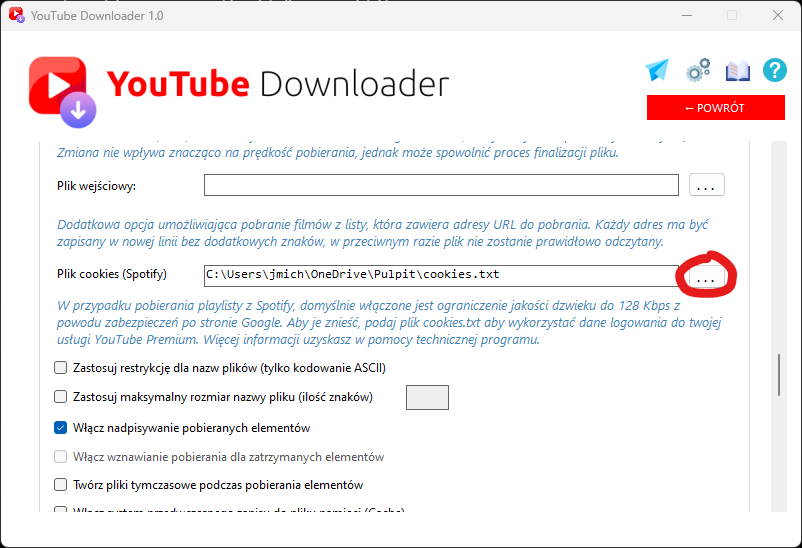 YouTube Downloader 1.0
YouTube Downloader
?
← POWRÓT
Zmiana nie wpływa znacząco na prędkość pobierania, jednak może spowolnić proces finalizacji pliku.
Plik wejściowy:
...
Dodatkowa opcja umożliwiająca pobranie filmów z listy, która zawiera adresy URL do pobrania. Każdy adres ma być
zapisany w nowej linii bez dodatkowych znaków, w przeciwnym razie plik nie zostanie prawidłowo odczytany.
Plik cookies (Spotify)
C:\Users\jmich\OneDrive\Pulpit\cookies.txt
...
W przypadku pobierania playlisty z Spotify, domyślnie włączone jest ograniczenie jakości dzwieku do 128 Kbps z
powodu zabezpieczeń po stronie Google. Aby je znieść, podaj plik cookies.txt aby wykorzystać dane logowania do twojej
usługi YouTube Premium. Więcej informacji uzyskasz w pomocy technicznej programu.
Zastosuj restrykcję dla nazw plików (tylko kodowanie ASCII)
Zastosuj maksymalny rozmiar nazwy pliku (ilość znaków)
Włącz nadpisywanie pobieranych elementów
Włącz wznawianie pobierania dla zatrzymanych elementów
Twórz pliki tymczasowe podczas pobierania elementów